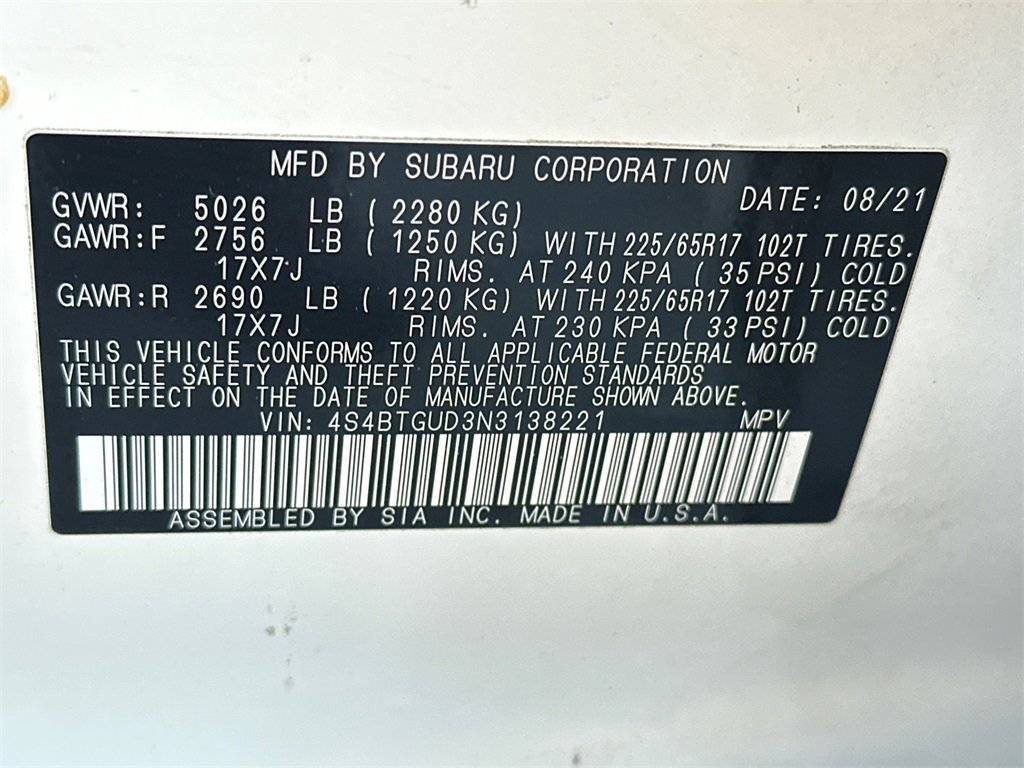 MFD BY SUBARU CORPORATION
DATE: 08/21
GVWR: 5026 LB ( 2280 KG)
GAWR:F 2756 LB ( 1250 KG) WITH 225/65R17 102T TIRES.
17X7J RIMS. AT 240 KPA ( 35 PSI) COLD
GAWR:R 2690 LB ( 1220 KG) WITH 225/65R17 102T TIRES.
17X7J RIMS. AT 230 KPA ( 33 PSI) COLD
THIS VEHICLE CONFORMS TO ALL APPLICABLE FEDERAL MOTOR
VEHICLE SAFETY AND THEFT PREVENTION STANDARDS
IN EFFECT ON THE DATE OF MANUFACTURE SHOWN ABOVE.
VIN: 4S4BTGUD3N3138221 MPV
ASSEMBLED BY SIA INC. MADE IN U.S.A.